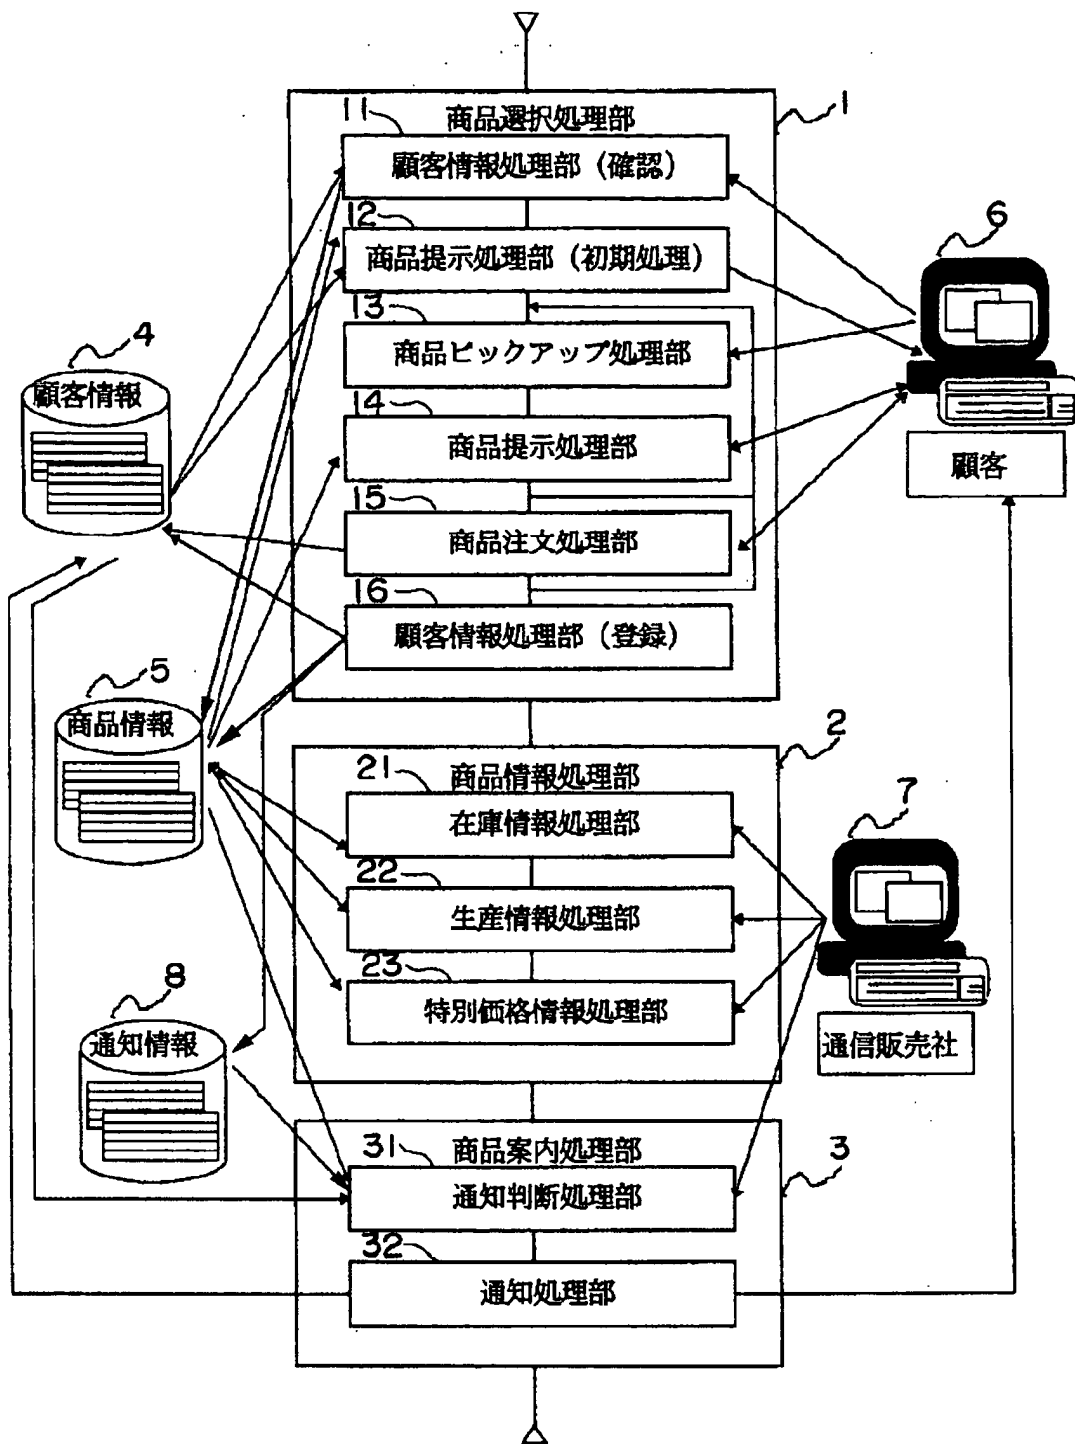 商品選択処理部
1
11
顧客情報処理部（確認）
12
商品提示処理部（初期処理）
13
商品ピックアップ処理部
14
商品提示処理部
15
商品注文処理部
16
顧客情報処理部（登録）
6
顧客
4
顧客情報
5
商品情報
2
商品情報処理部
21
在庫情報処理部
22
生産情報処理部
23
特別価格情報処理部
7
通信販売社
8
通知情報
商品案内処理部
3
31
通知判断処理部
32
通知処理部